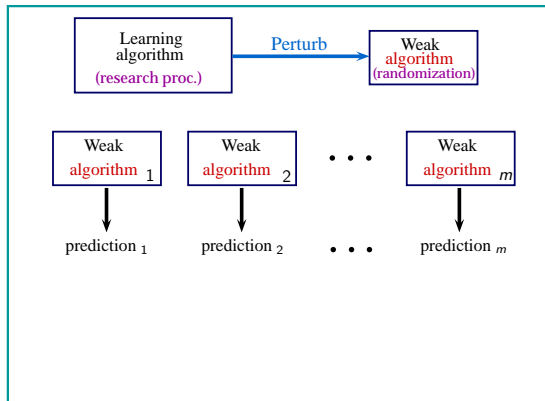 Learning
algorithm
(research proc.)
Perturb
Weak
algorithm
(randomization)
Weak
algorithm 1
Weak
algorithm 2
. . .
Weak
algorithm m
prediction 1
prediction 2
. . .
prediction m